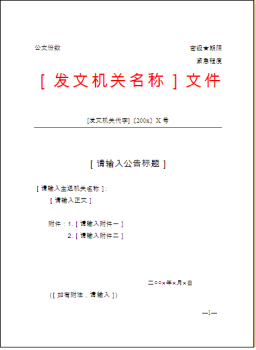 公文份数
密级★期限
紧急程度
[发文机关名称]文件
[发文机关代字]〔200x〕X号
[请输入公告标题]
[请输入主送机关名称]：
[请输入正文]
附件：1.[请输入附件一]
2.[请输入附件二]
二○○×年×月×日
([如有附注，请输入])
—1—